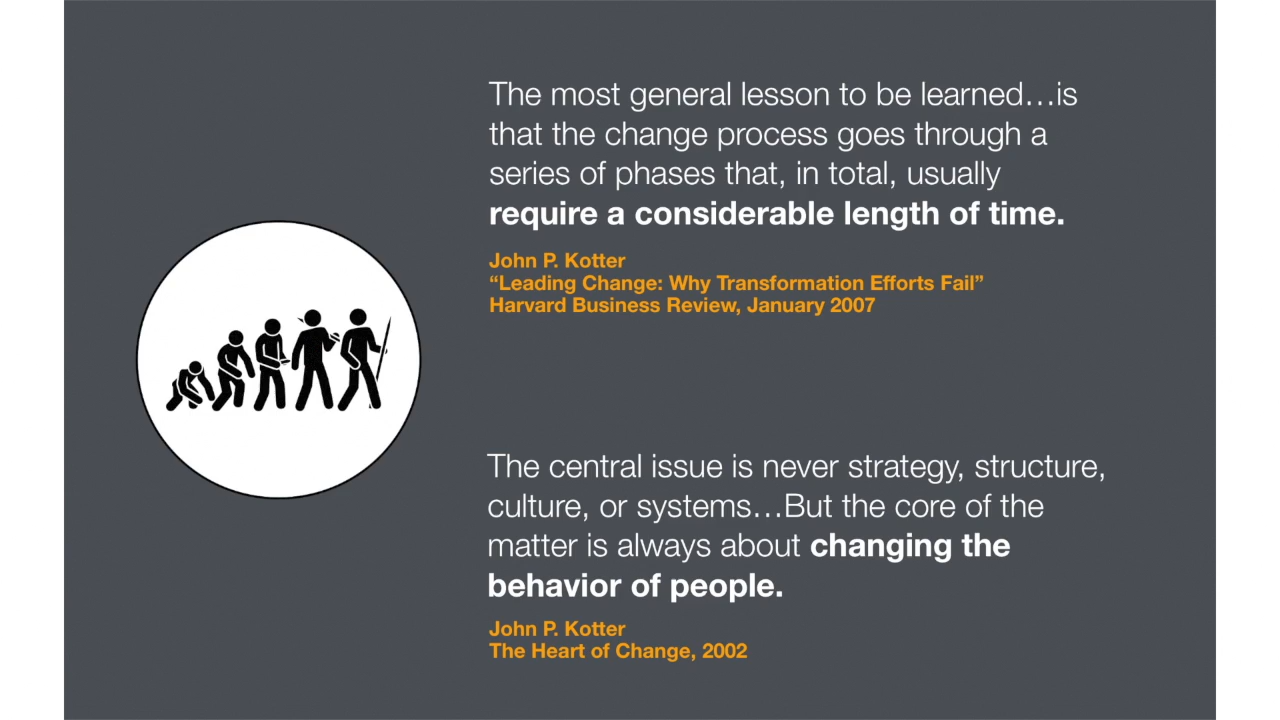 The most general lesson to be learned…is
that the change process goes through a
series of phases that, in total, usually
require a considerable length of time.
John P. Kotter
“Leading Change: Why Transformation Efforts Fail”
Harvard Business Review, January 2007
The central issue is never strategy, structure,
culture, or systems…But the core of the
matter is always about changing the
behavior of people.
John P. Kotter
The Heart of Change, 2002